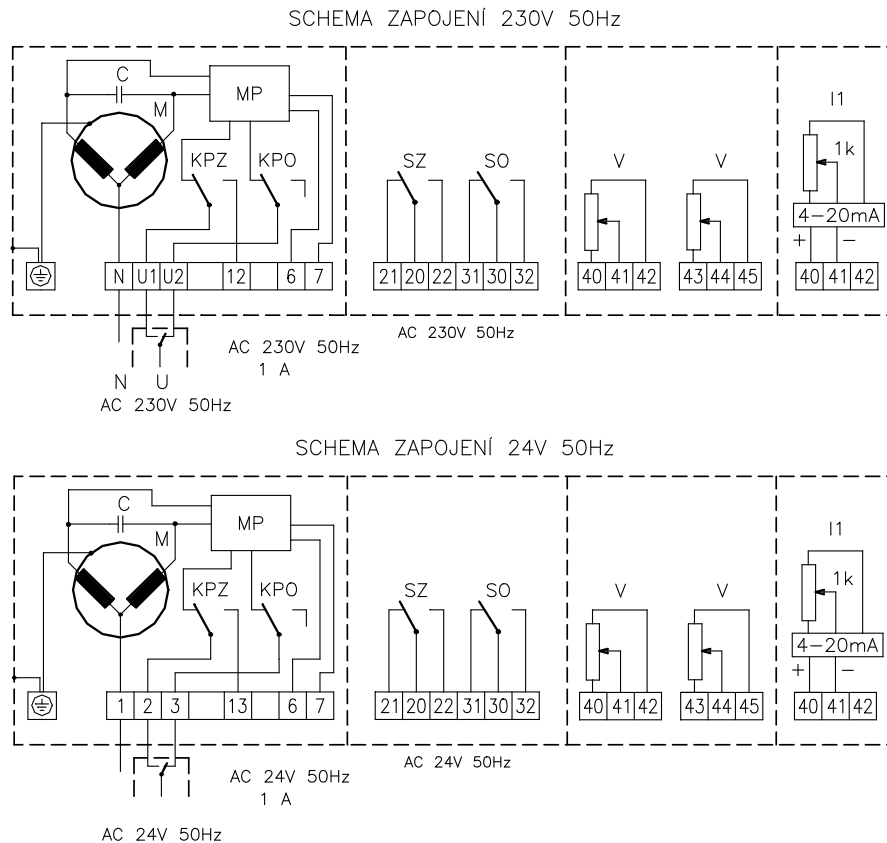 SCHEMA ZAPOJENÍ 230V 50Hz
C
M
MP
KPZ
KPO
N U1 U2 12 6 7
N U
AC 230V 50Hz
AC 230V 50Hz
1 A
SZ
SO
21 20 22 31 30 32
AC 230V 50Hz
V
V
40 41 42
43 44 45
I1
1k
4-20mA
+ -
40 41 42
SCHEMA ZAPOJENÍ 24V 50Hz
C
M
MP
KPZ
KPO
1 2 3 13 6 7
AC 24V 50Hz
AC 24V 50Hz
1 A
SZ
SO
21 20 22 31 30 32
AC 24V 50Hz
V
V
40 41 42
43 44 45
I1
1k
4-20mA
+ -
40 41 42